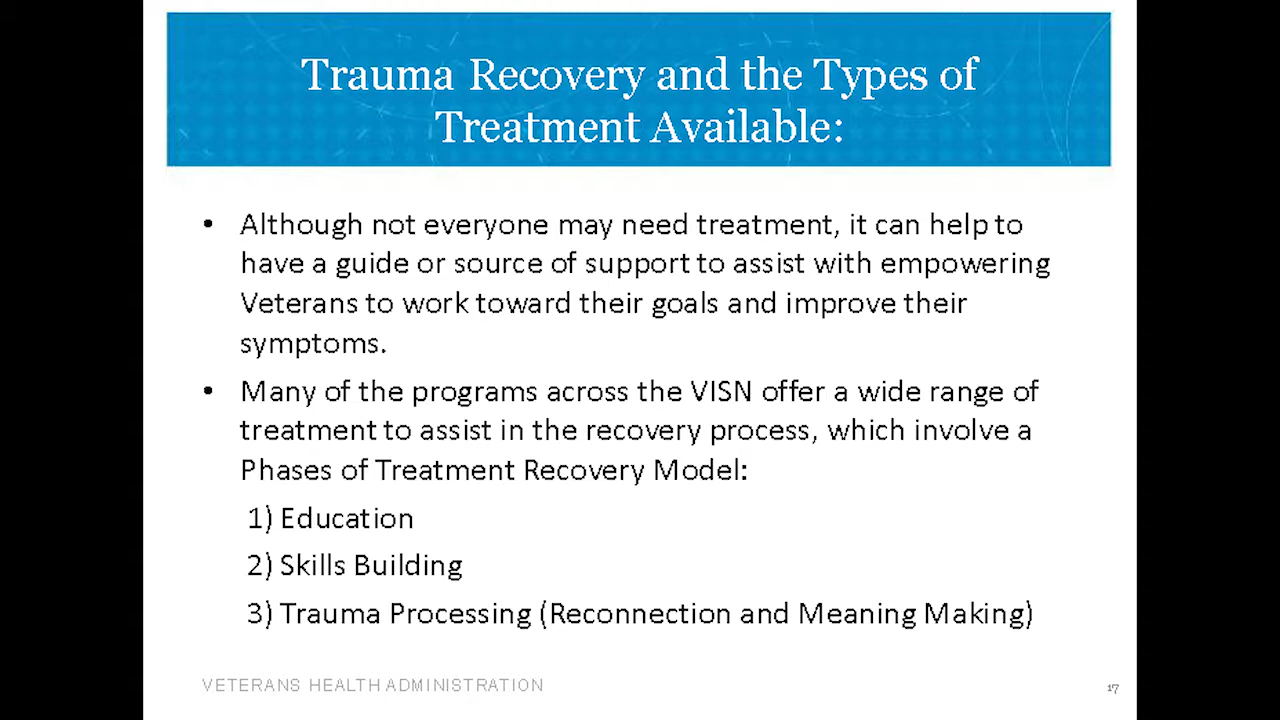 Trauma Recovery and the Types of
Treatment Available:
• Although not everyone may need treatment, it can help to
have a guide or source of support to assist with empowering
Veterans to work toward their goals and improve their
symptoms.
• Many of the programs across the VISN offer a wide range of
treatment to assist in the recovery process, which involve a
Phases of Treatment Recovery Model:
1) Education
2) Skills Building
3) Trauma Processing (Reconnection and Meaning Making)
VETERANS HEALTH ADMINISTRATION
17